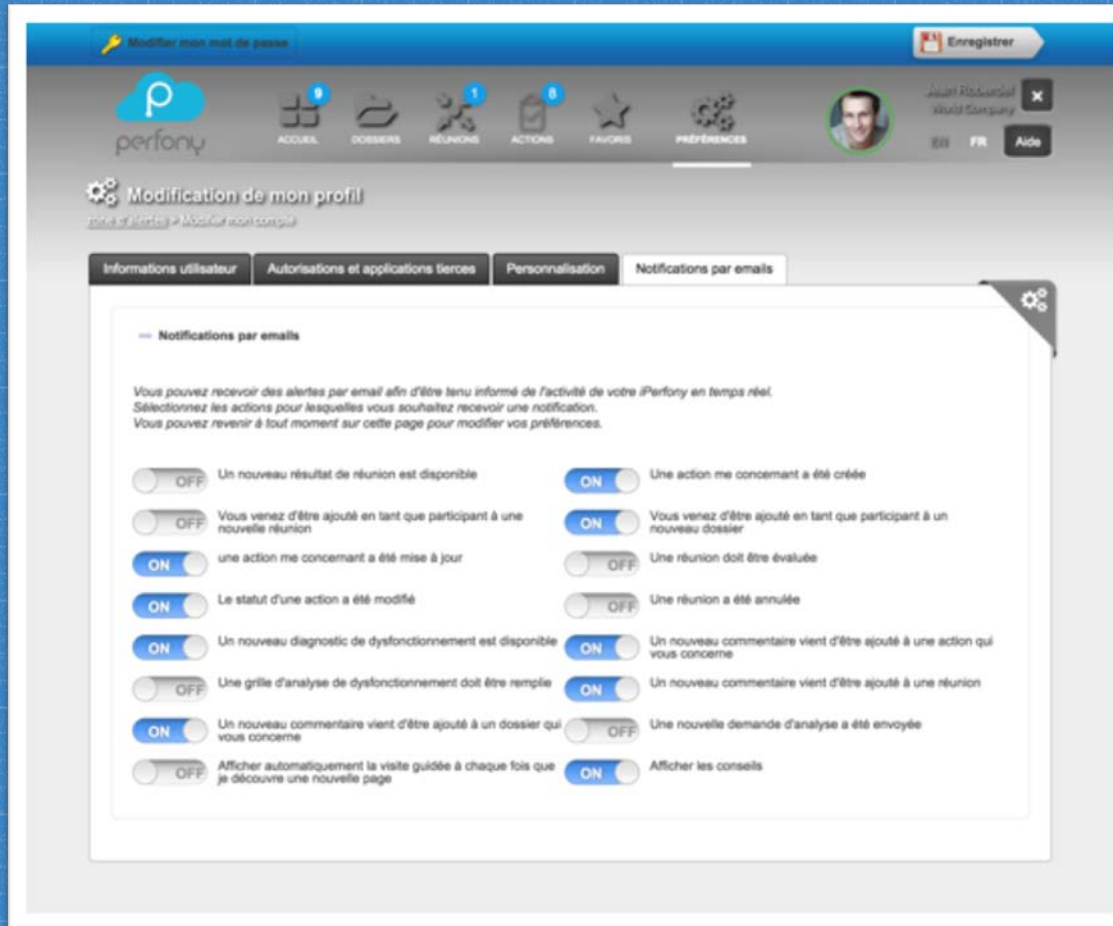 Modifier mon mot de passe
Enregistrer
perfony
9
1
8
ACCUEIL
DOSSIERS
RÉUNIONS
ACTIONS
FAVORIS
PRÉFÉRENCES
World Company
EN
FR
Aide
Modification de mon profil
zone d'alertes > Modifier mon compte
Informations utilisateur
Autorisations et applications tierces
Personnalisation
Notifications par emails
Notifications par emails
Vous pouvez recevoir des alertes par email afin d'être tenu informé de l'activité de votre iPerfony en temps réel.
Sélectionnez les actions pour lesquelles vous souhaitez recevoir une notification.
Vous pouvez revenir à tout moment sur cette page pour modifier vos préférences.
OFF
Un nouveau résultat de réunion est disponible
ON
Une action me concernant a été créée
OFF
Vous venez d'être ajouté en tant que participant à une
nouvelle réunion
ON
Vous venez d'être ajouté en tant que participant à un
nouveau dossier
ON
une action me concernant a été mise à jour
OFF
Une réunion doit être évaluée
ON
Le statut d'une action a été modifié
OFF
Une réunion a été annulée
ON
Un nouveau diagnostic de dysfonctionnement est disponible
ON
Un nouveau commentaire vient d'être ajouté à une action qui
vous concerne
OFF
Une grille d'analyse de dysfonctionnement doit être remplie
ON
Un nouveau commentaire vient d'être ajouté à une réunion
ON
Un nouveau commentaire vient d'être ajouté à un dossier qui
vous concerne
OFF
Une nouvelle demande d'analyse a été envoyée
OFF
Afficher automatiquement la visite guidée à chaque fois que
je découvre une nouvelle page
ON
Afficher les conseils